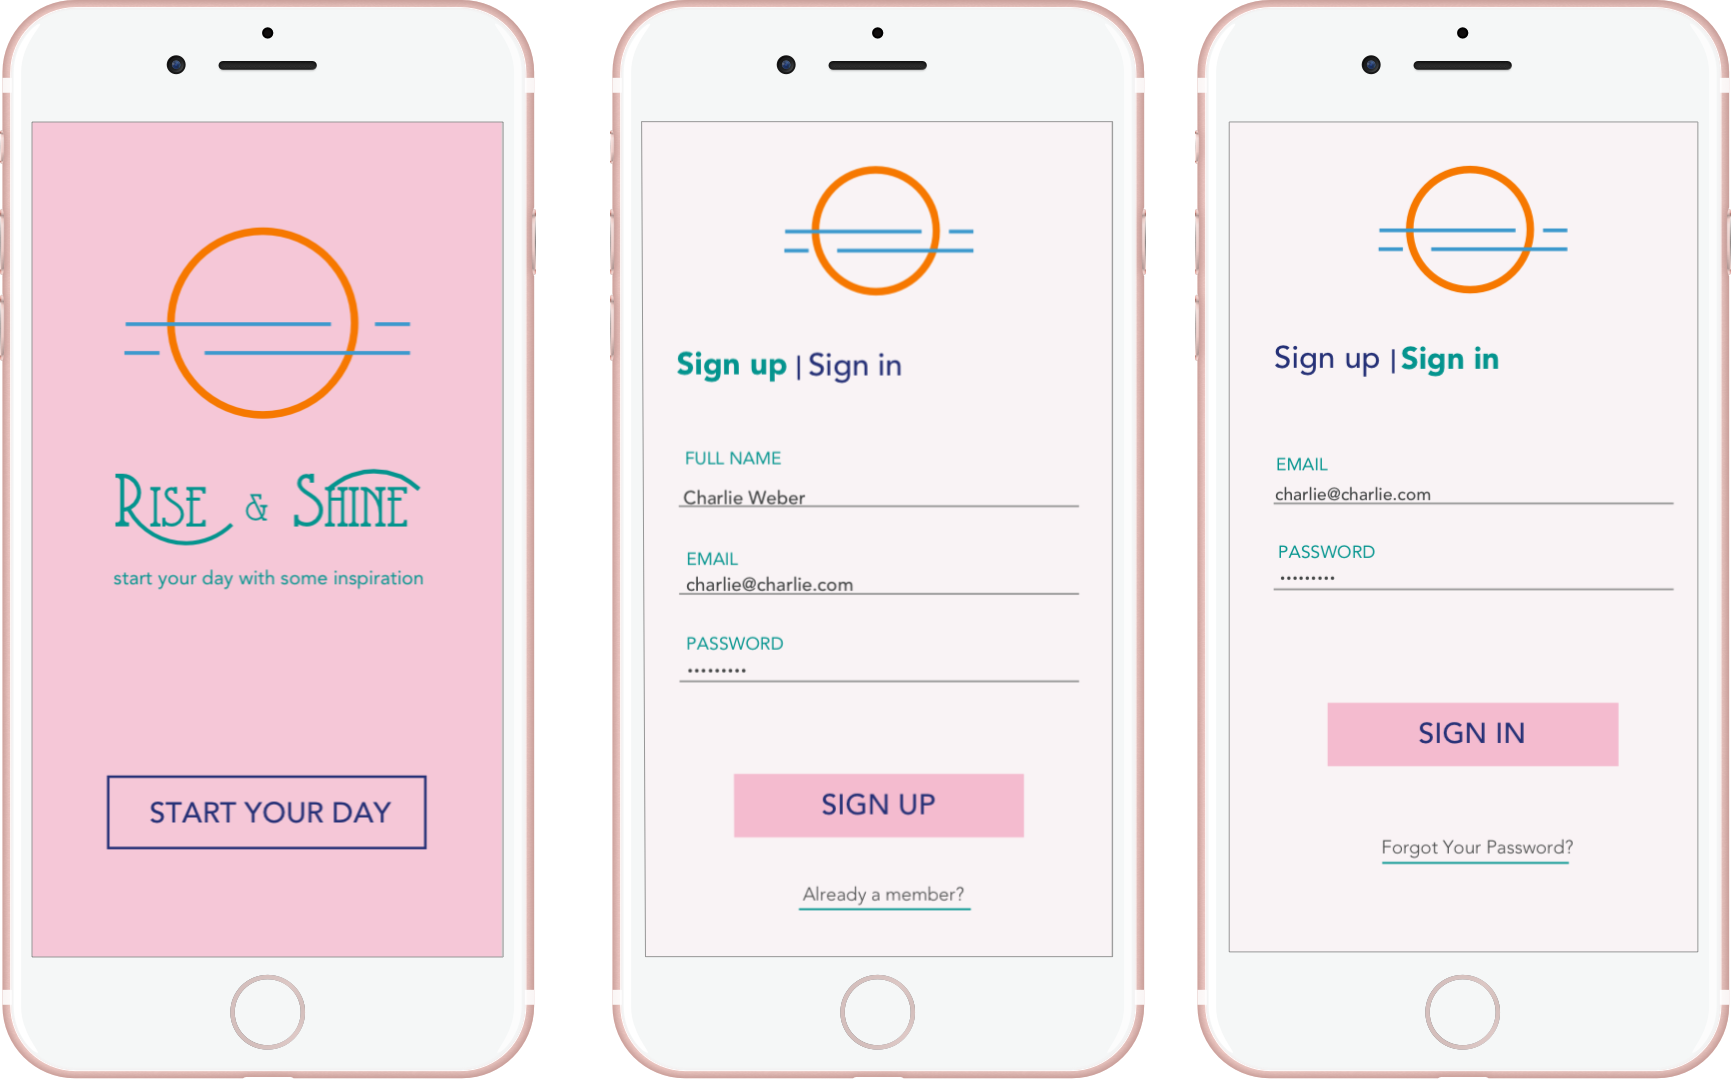 RISE & SHINE
start your day with some inspiration
START YOUR DAY
Sign up | Sign in
FULL NAME
Charlie Weber
EMAIL
charlie@charlie.com
PASSWORD
•••••••••
SIGN UP
Already a member?
Sign up | Sign in
EMAIL
charlie@charlie.com
PASSWORD
•••••••••
SIGN IN
Forgot Your Password?